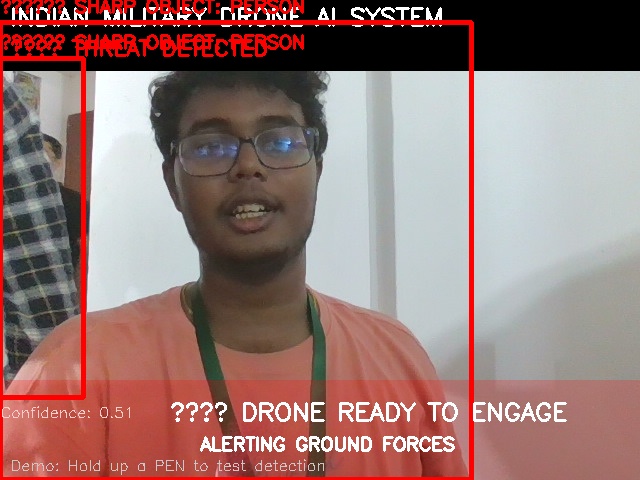 ?????? SHARP OBJECT: PERSON
INDIAN MILITARY DRONE AI SYSTEM
?????? SHARP OBJECT: PERSON
????? THREAT DETECTED
Confidence: 0.51
???? DRONE READY TO ENGAGE
ALERTING GROUND FORCES
Demo: Hold up a PEN to test detection